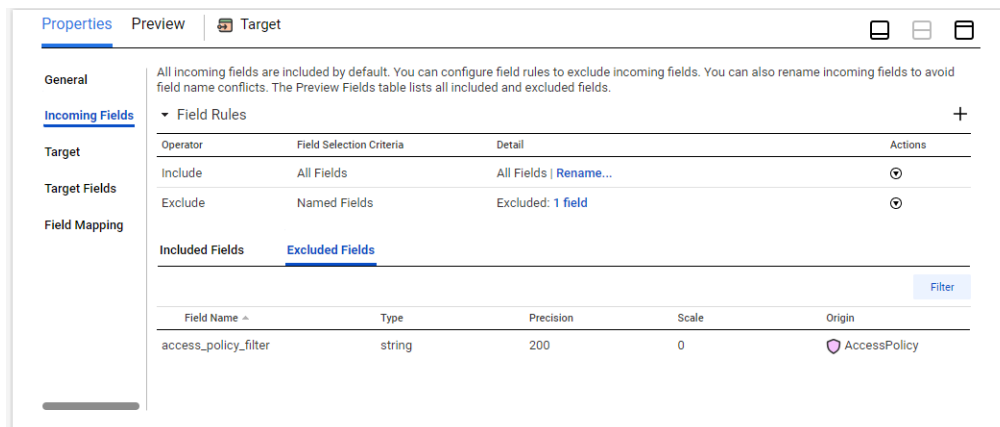 Properties Preview Target
General
Incoming Fields
Target
Target Fields
Field Mapping
All incoming fields are included by default. You can configure field rules to exclude incoming fields. You can also rename incoming fields to avoid
field name conflicts. The Preview Fields table lists all included and excluded fields.
Field Rules
Operator Field Selection Criteria Detail Actions
Include All Fields All Fields | Rename...
Exclude Named Fields Excluded: 1 field
Included Fields Excluded Fields
Filter
Field Name Type Precision Scale Origin
access_policy_filter string 200 0 AccessPolicy